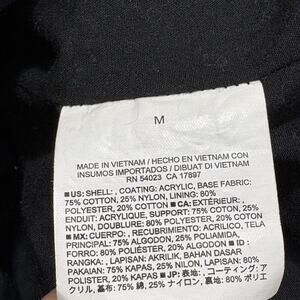 M
MADE IN VIETNAM / HECHO EN VIETNAM CON
INSUMOS IMPORTADOS / DIBUAT DI VIETNAM
RN 54023 CA 17897
■US: SHELL: , COATING: ACRYLIC, BASE FABRIC:
75% COTTON, 25% NYLON, LINING: 80%
POLYESTER, 20% COTTON ■CA: EXTÉRIEUR,
ENDUIT: ACRYLIQUE, SUPPORT: 75% COTON, 25%
NYLON, DOUBLURE: 80% POLYESTER, 20% COTON
■MX: CUERPO: , RECUBRIMIENTO: ACRILICO, TELA
PRINCIPAL: 75% ALGODON, 25% POLIAMIDA,
FORRO: 80% POLIÉSTER, 20% ALGODON ■ID :
RANGKA: , LAPISAN: AKRILIK, BAHAN DASAR
PAKAIAN: 75% KAPAS, 25% NILON, LAPISAN: 80%
POLIESTER, 20% KAPAS ■JP: 表地: , コーティング: ア
クリル, 基布: 75% 綿, 25% ナイロン, 裏地: 80% ポリエ